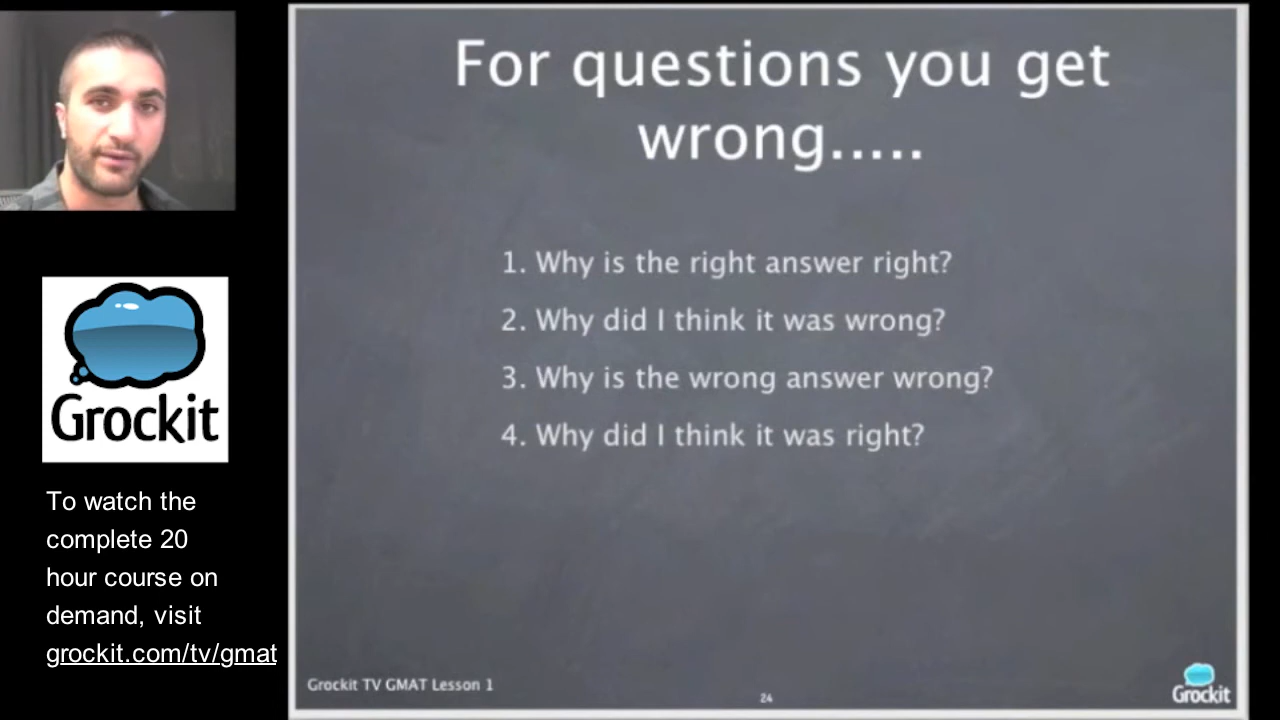 For questions you get
wrong.....
1. Why is the right answer right?
2. Why did I think it was wrong?
3. Why is the wrong answer wrong?
4. Why did I think it was right?
Grockit
To watch the
complete 20
hour course on
demand, visit
grockit.com/tv/gmat
Grockit TV GMAT Lesson 1
24
Grockit